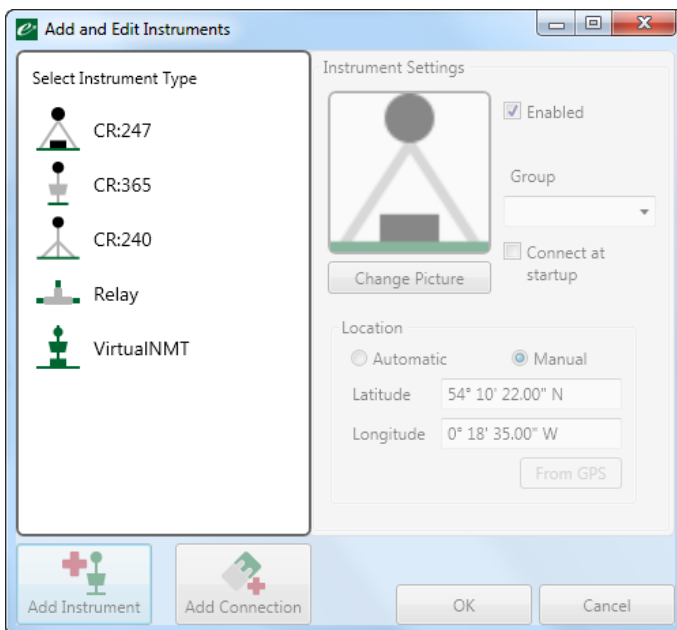 Add and Edit Instruments
Select Instrument Type
CR:247
CR:365
CR:240
Relay
VirtualNMT
Instrument Settings
Enabled
Group
Connect at
startup
Change Picture
Location
Automatic
Manual
Latitude
54° 10' 22.00" N
Longitude
0° 18' 35.00" W
From GPS
Add Instrument
Add Connection
OK
Cancel